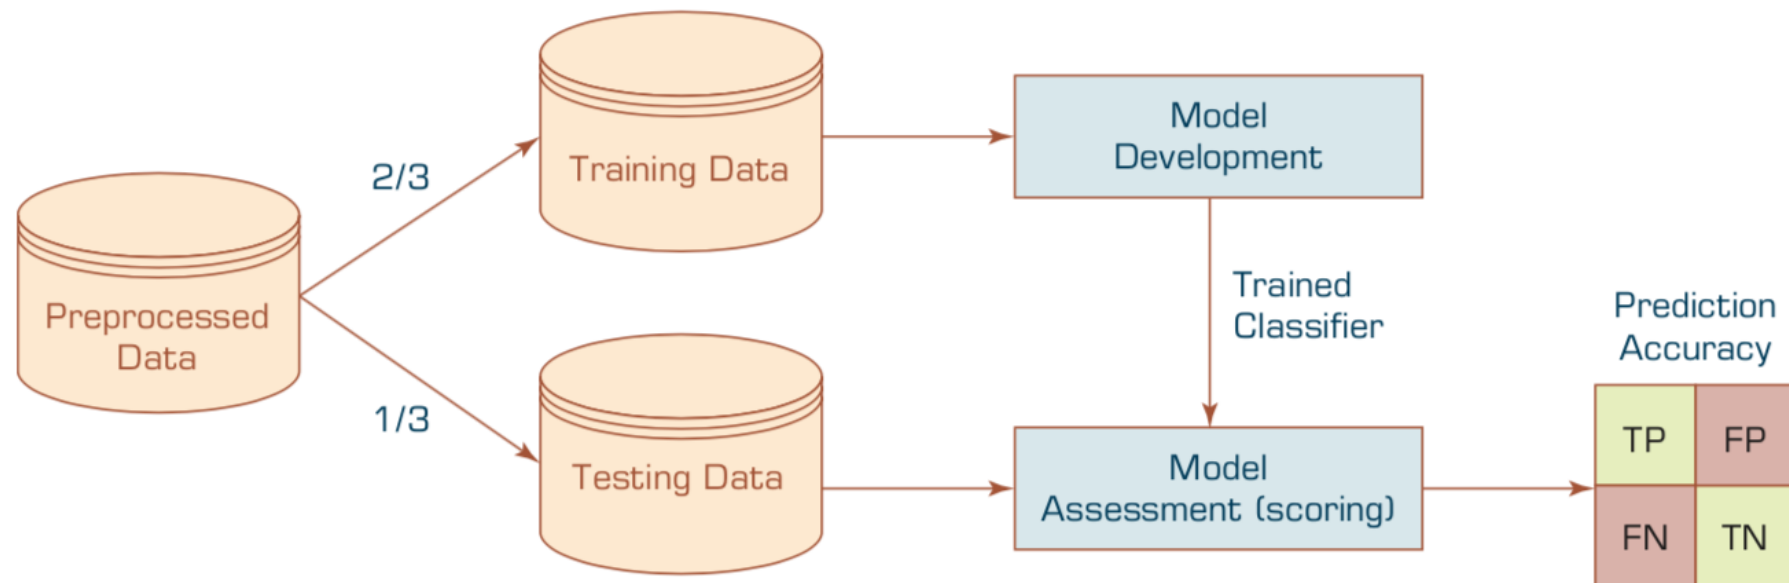 Preprocessed
Data
2/3
1/3
Training Data
Testing Data
Model
Development
Trained
Classifier
Model
Assessment (scoring)
Prediction
Accuracy
TP FP
FN TN